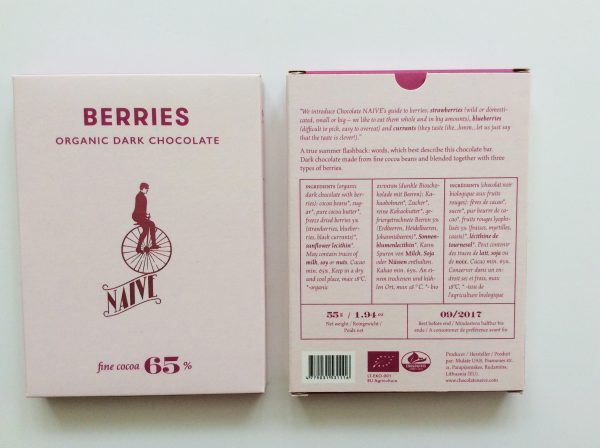 BERRIES
ORGANIC DARK CHOCOLATE
NAIVE
fine cocoa 65 %
"We introduce Chocolate NAIVE's guide to berries, strawberries (wild or domesti-
cated, small or big — we like to eat them whole and in big amounts), blueberries
(difficult to pick, easy to overeat) and currants (they taste like...hmm...let us just say
that the taste is clever)."
A true summer flashback: words, which best describe this chocolate bar.
Dark chocolate made from fine cocoa beans and blended together with three
types of berries.
INGREDIENTS (organic
dark chocolate with ber-
ries): cocoa beans*, sug-
ar*, pure cocoa butter*,
freeze dried berries 5%
(strawberries, blueber-
ries, black currants)*,
sunflower lecithin*.
May contain traces of
milk, soy or nuts. Cacao
min. 65%. Keep in a dry
and cool place, max 18°C.
*-organic
ZUTATEN (dunkle Bioscho-
kolade mit Beeren): Ka-
kaobohnen*, Zucker*,
reine Kakaobutter*, ge-
friergetrocknete Beeren 5%
(Erdbeeren, Heidelbeeren,
Johannisbeeren)*, Sonnen-
blumenlecithin*. Kann
Spuren von Milch, Soja
oder Nüssen enthalten.
Kakao min. 65%. An ei-
nem trockenen und küh-
len Ort, max 18 °C. *- bio
INGRÉDIENTS (chocolat noir
biologique aux fruits
rouges): fèves de cacao*,
sucre*, pur beurre de ca-
cao*, fruits rouges lyophi-
lisés 5% (fraises, myrtilles,
cassis)*, lécithine de
tournesol*. Peut contenir
des traces de lait, soja ou
de noix. Cacao min. 65%.
Conserver dans un en-
droit sec et frais, max
18°C. * -issu de
l'agriculture biologique
55g / 1.94 oz
Net weight / Reingewicht /
Poids net
09/2017
Best before end / Mindestens haltbar bis
ende / A consommer de préférence avant fin
4779031921116
LT-EKO-001
EU Agriculture
Producer / Hersteller / Produit
par: Mulate UAB,
Lithuania (EU)
www.chocolatenaive.com